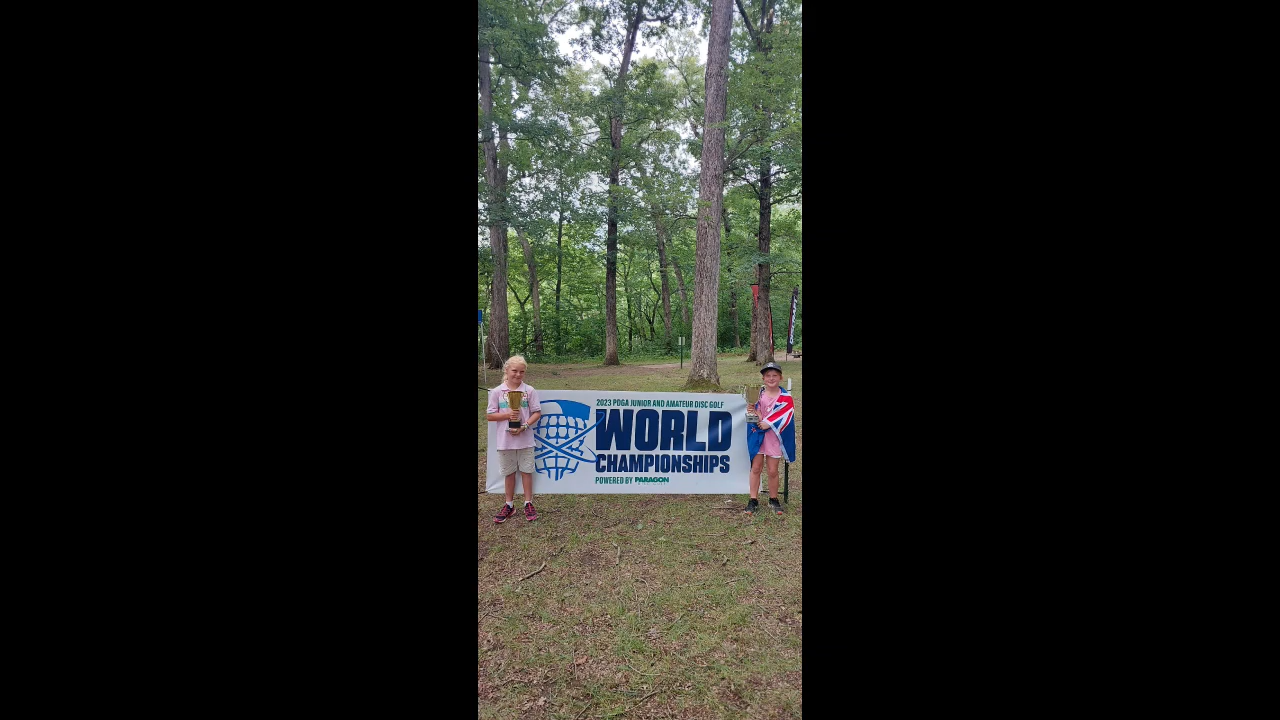 2023 PDGA JUNIOR AND AMATEUR DISC GOLF
WORLD
CHAMPIONSHIPS
POWERED BY PARAGON